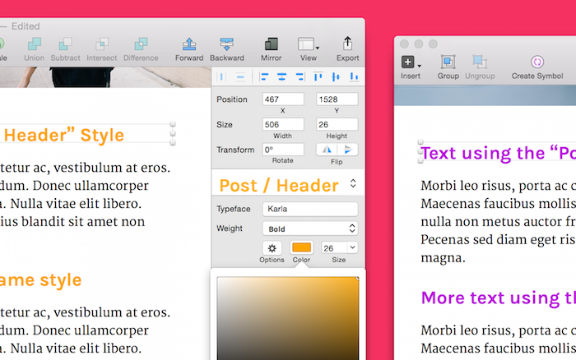 — Edited
Union Subtract Intersect Difference Forward Backward Mirror View Export
Position 467 1528
X Y
Size 506 26
Width Height
Transform 0°
Rotate Flip
Post / Header
Typeface Karla
Weight Bold
26
Options Color Size
Header” Style
tetur ac, vestibulum at eros.
dum. Donec ullamcorper
n. Nulla vitae elit libero.
ius blandit sit amet non
ame style
tetur ac, vestibulum at eros.
dum. Donec ullamcorper
n. Nulla vitae elit libero.
Insert Group Ungroup Create Symbol
Text using the “Po
Morbi leo risus, porta ac c
Maecenas faucibus mollis
nulla non metus auctor fr
Pecenas sed diam eget ris
magna.
More text using th
Morbi leo risus, porta ac c
Maecenas faucibus mollis